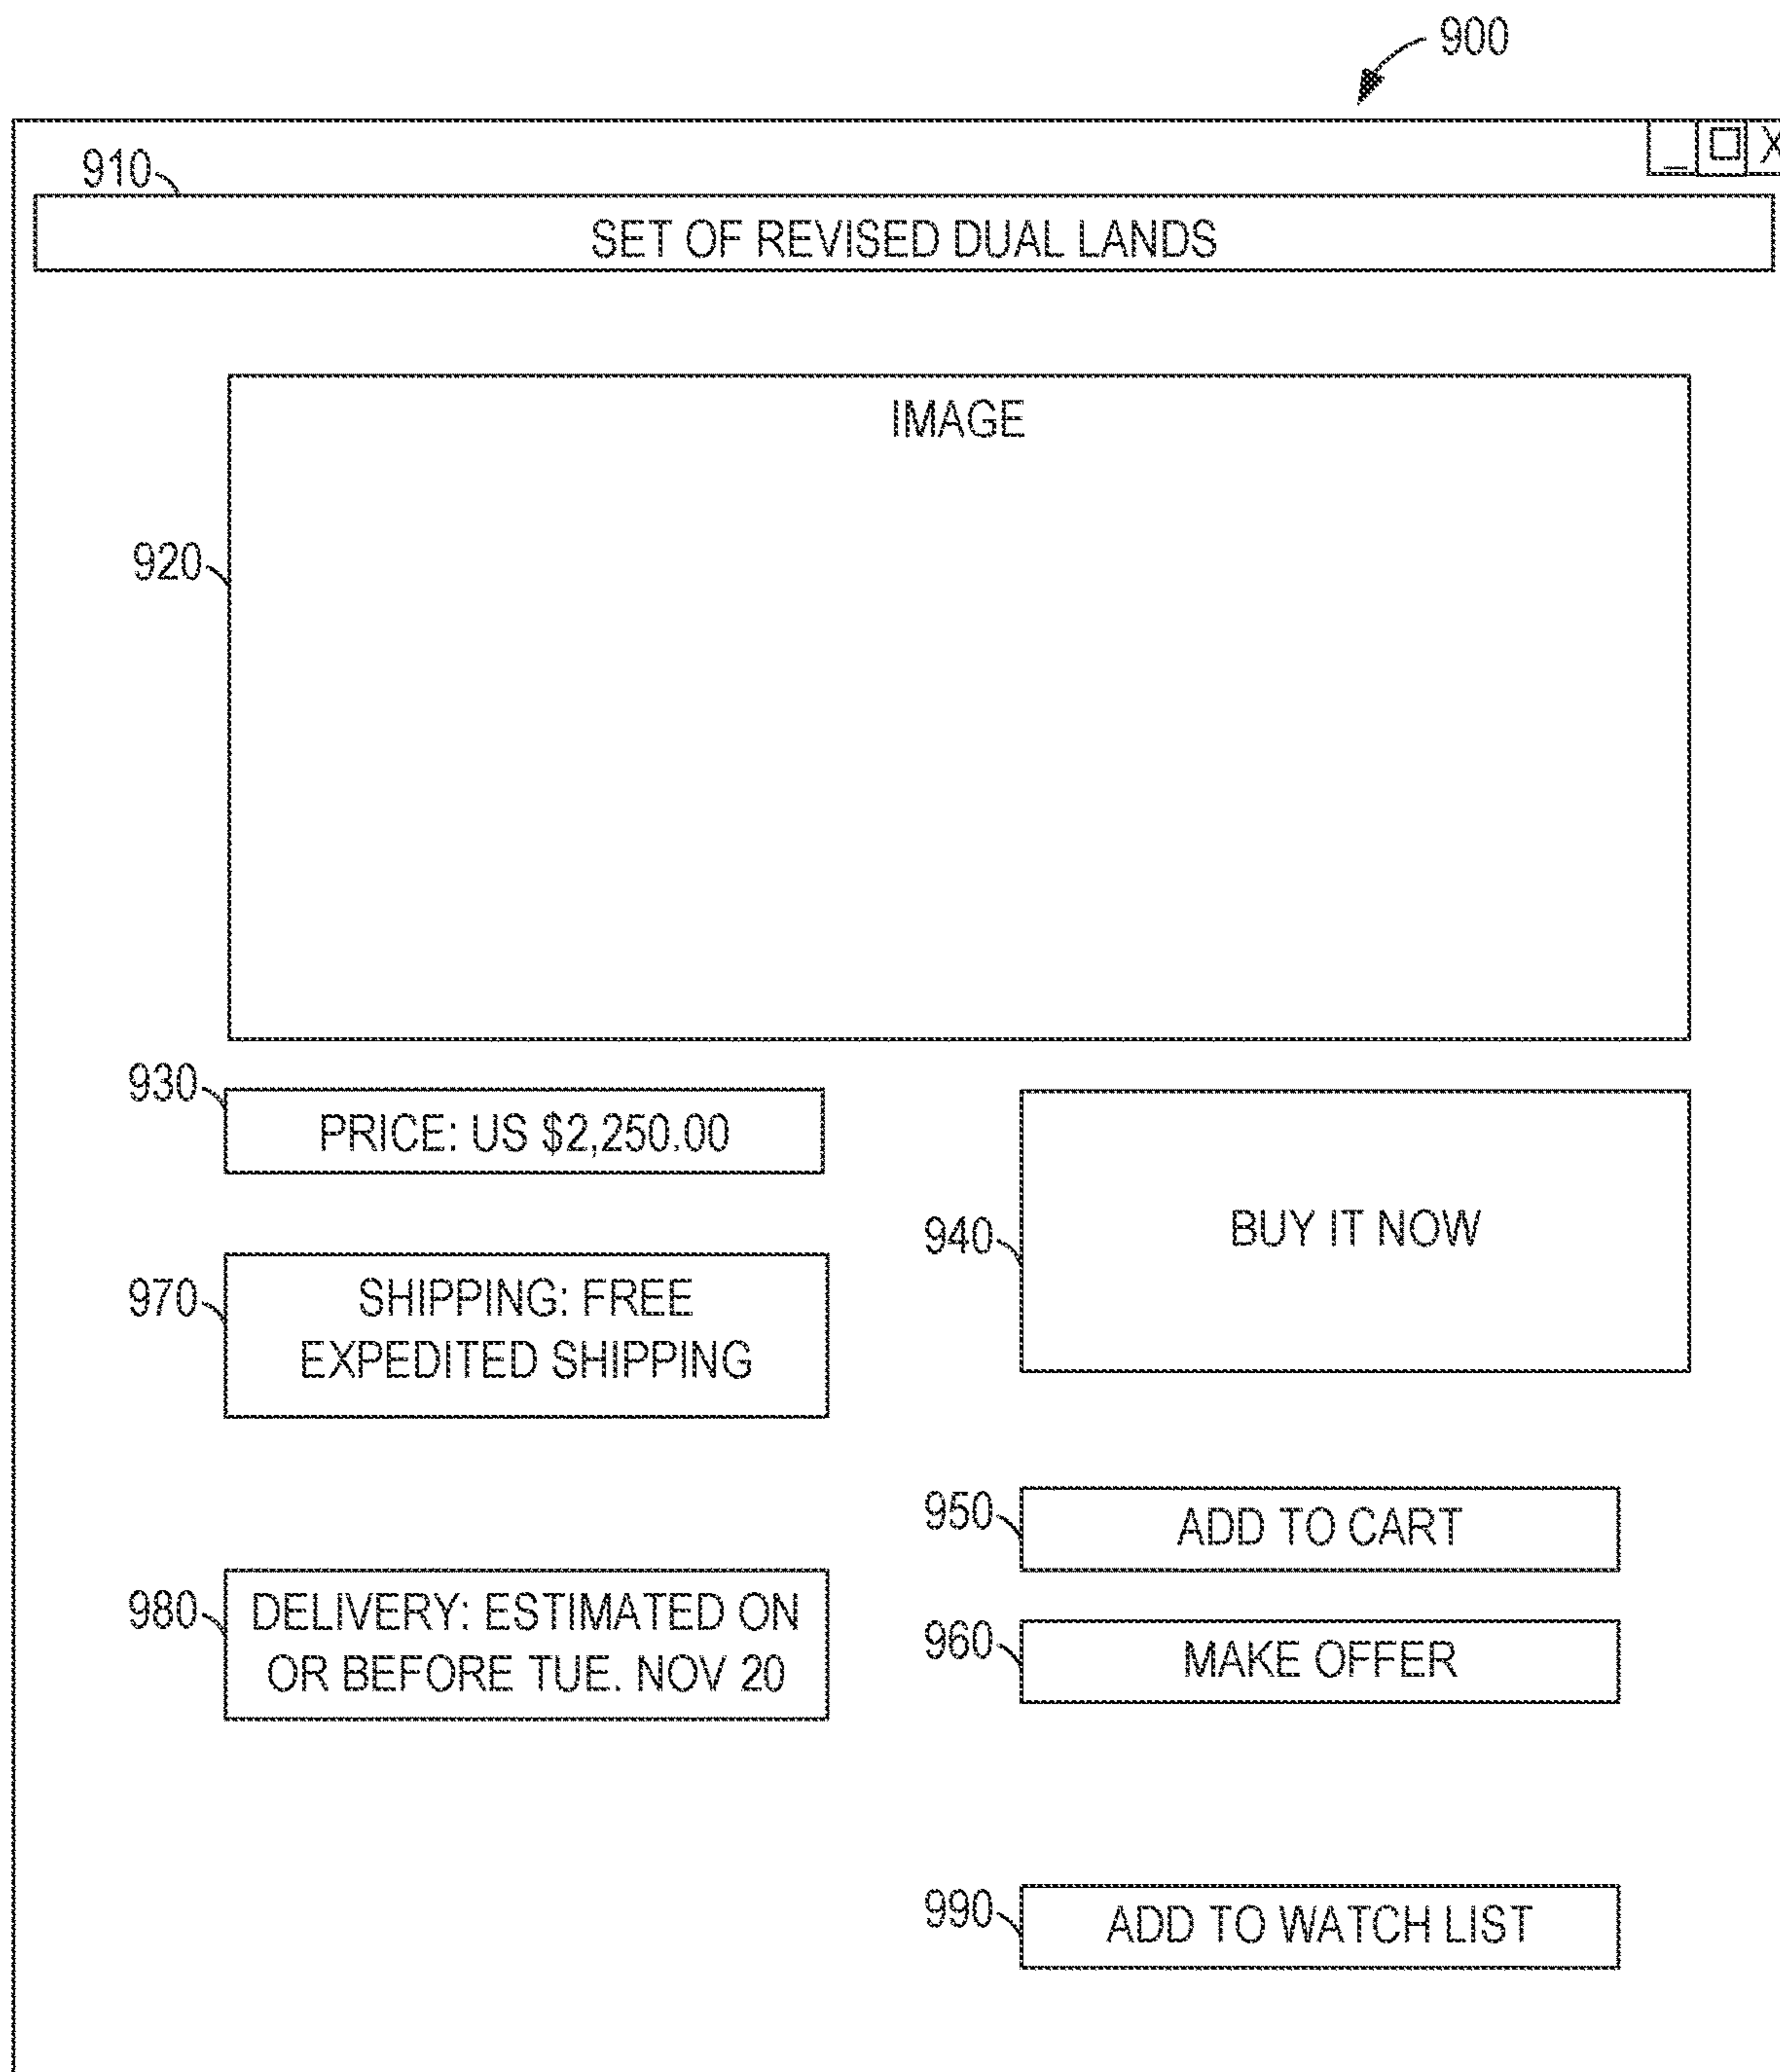 900
_ □ X
910
SET OF REVISED DUAL LANDS
IMAGE
920
930
PRICE: US $2,250.00
940
BUY IT NOW
970
SHIPPING: FREE
EXPEDITED SHIPPING
950
ADD TO CART
980
DELIVERY: ESTIMATED ON
OR BEFORE TUE. NOV 20
960
MAKE OFFER
990
ADD TO WATCH LIST